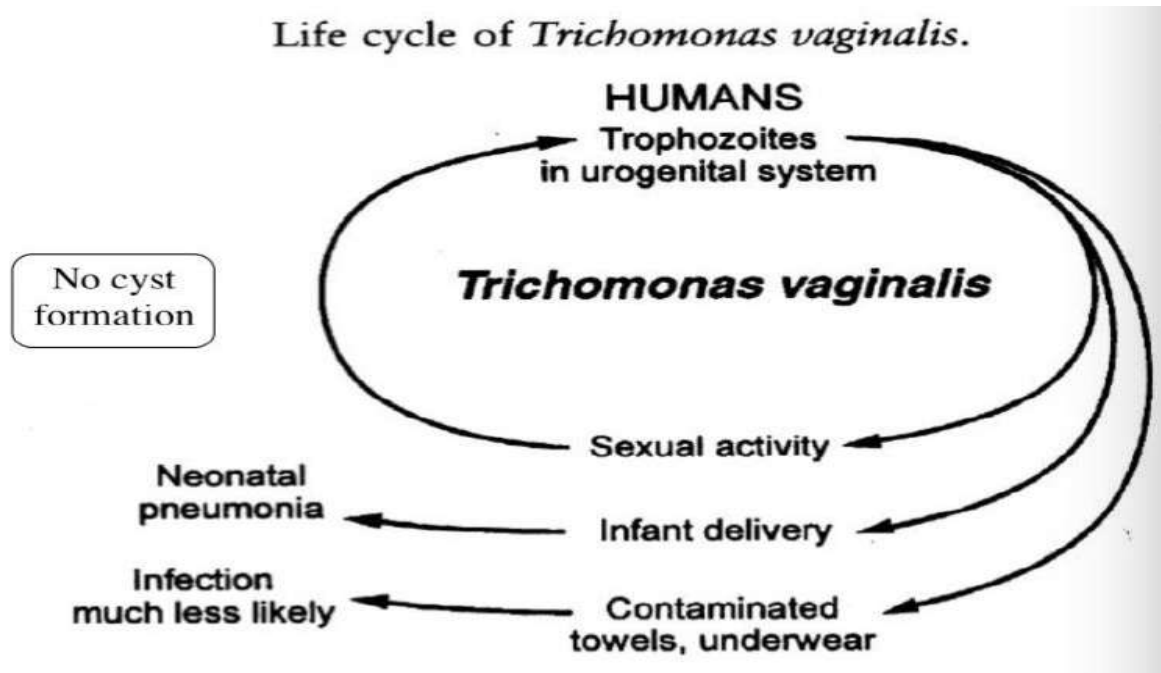 Life cycle of Trichomonas vaginalis.
HUMANS
Trophozoites
in urogenital system
No cyst
formation
Trichomonas vaginalis
Sexual activity
Neonatal
pneumonia
Infant delivery
Infection
much less likely
Contaminated
towels, underwear